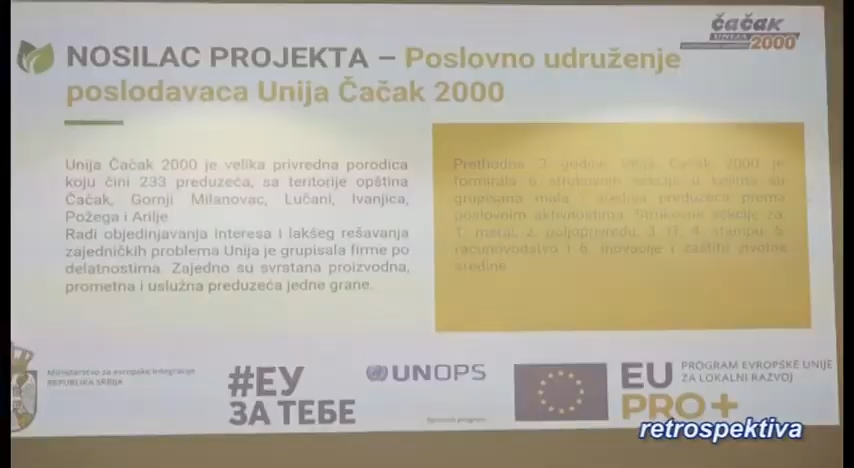 čačak
UNIJA 2000
NOSILAC PROJEKTA – Poslovno udruženje
poslodavaca Unija Čačak 2000
Unija Čačak 2000 je velika privredna porodica
koju čini 233 preduzeća, sa teritorije opština
Čačak, Gornji Milanovac, Lučani, Ivanjica,
Požega i Arilje
Radi objedinjavanja interesa i lakšeg rešavanja
zajedničkih problema Unija je grupisala firme po
delatnostima. Zajedno su svrstana proizvodna,
prometna i uslužna preduzeća jedne grane.
Prethodne 3 godine Unija Čačak 2000 je
formirala 6 strukovnih sekcija u kojima su
grupisana mala i srednja preduzeća prema
poslovnim aktivnostima. Strukovne sekcije za:
1. metal, 2. poljoprivredu, 3. IT, 4. štampu, 5.
računovodstvo i 6. inovacije i zaštitu životne
sredine
Ministarstvo za evropske integracije
REPUBLIKA SRBIJA
#ЕУ
ЗА ТЕБЕ
UNOPS
EU
PRO+
PROGRAM EVROPSKE UNIJE
ZA LOKALNI RAZVOJ
retrospektiva